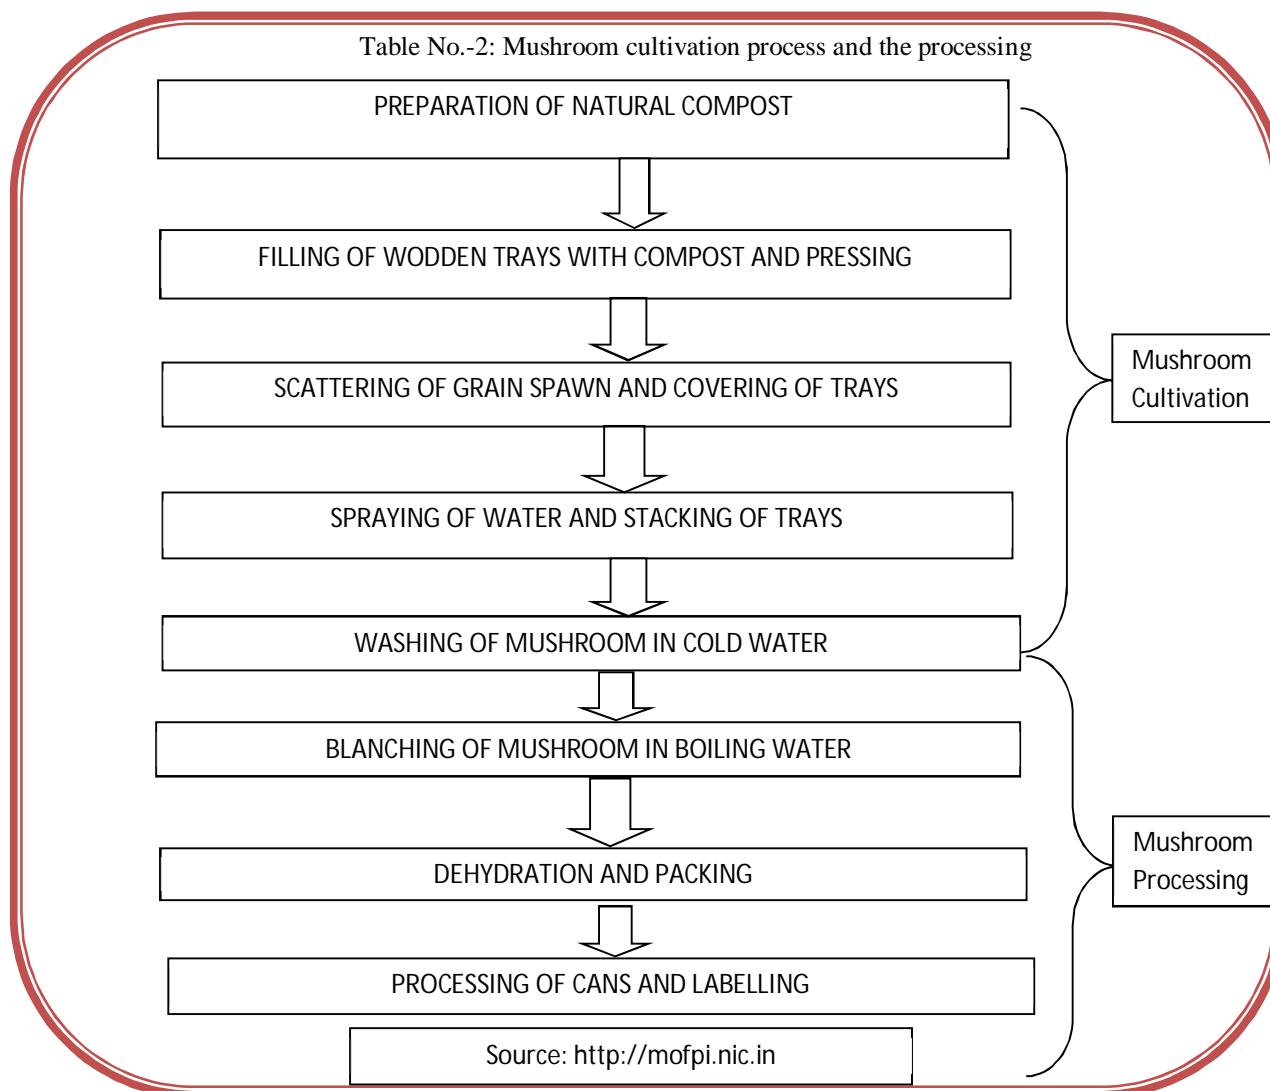 Table No.-2: Mushroom cultivation process and the processing
PREPARATION OF NATURAL COMPOST
FILLING OF WODDEN TRAYS WITH COMPOST AND PRESSING
SCATTERING OF GRAIN SPAWN AND COVERING OF TRAYS
SPRAYING OF WATER AND STACKING OF TRAYS
WASHING OF MUSHROOM IN COLD WATER
BLANCHING OF MUSHROOM IN BOILING WATER
DEHYDRATION AND PACKING
PROCESSING OF CANS AND LABELLING
Source: http://mofpi.nic.in
Mushroom
Cultivation
Mushroom
Processing